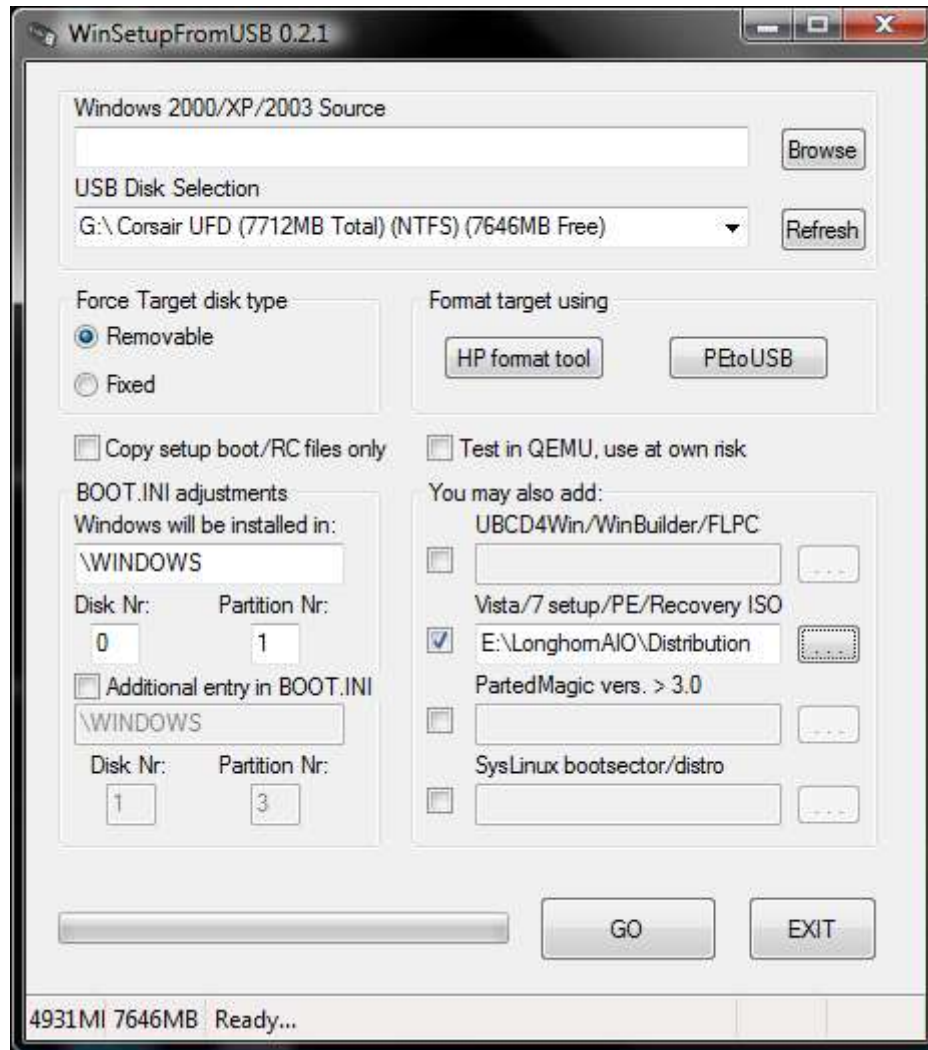 WinSetupFromUSB 0.2.1
Windows 2000/XP/2003 Source
Browse
USB Disk Selection
G:\ Corsair UFD (7712MB Total) (NTFS) (7646MB Free)
Refresh
Force Target disk type
Removable
Fixed
Format target using
HP format tool
PEtoUSB
Copy setup boot/RC files only
Test in QEMU, use at own risk
BOOT.INI adjustments
Windows will be installed in:
\WINDOWS
Disk Nr: Partition Nr:
0 1
Additional entry in BOOT.INI
\WINDOWS
Disk Nr: Partition Nr:
1 3
You may also add:
UBCD4Win/WinBuilder/FLPC
...
Vista/7 setup/PE/Recovery ISO
E:\LonghornAIO\Distribution
...
PartedMagic vers. > 3.0
...
SysLinux bootsector/distro
...
GO
EXIT
4931MI 7646MB Ready...